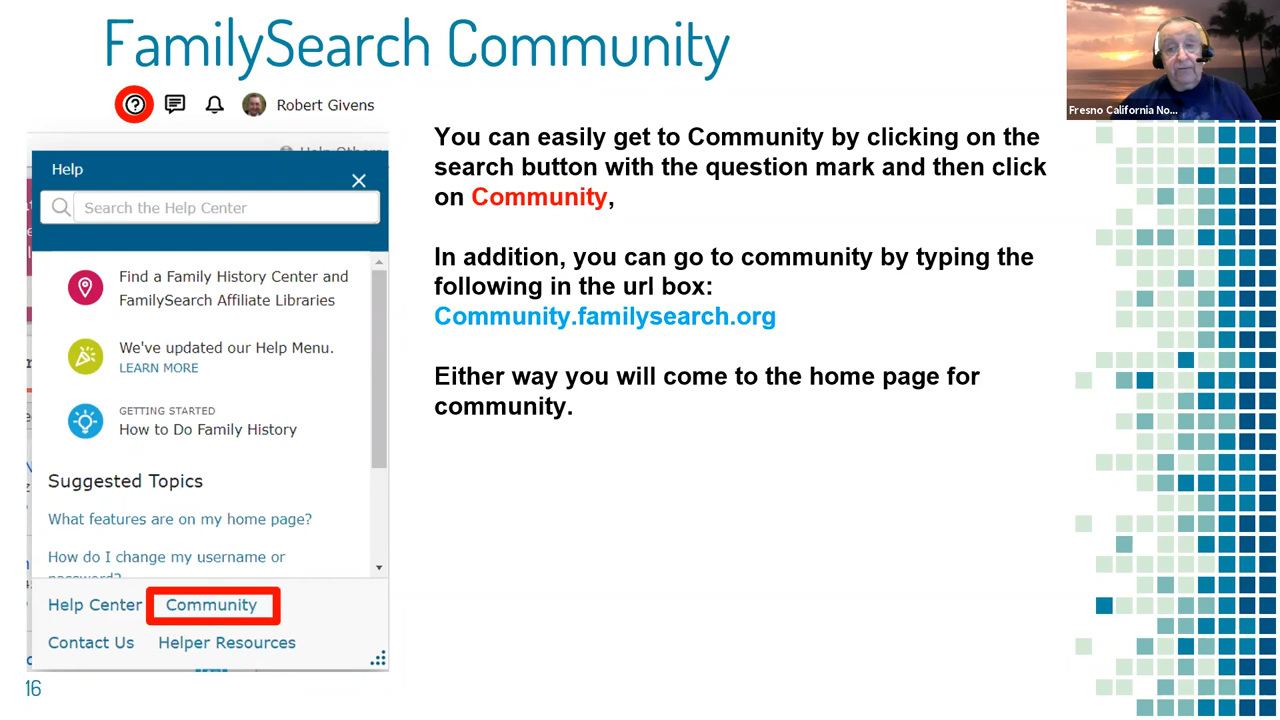 FamilySearch Community
Robert Givens
Help Others
Help
Search the Help Center
Find a Family History Center and
FamilySearch Affiliate Libraries
We've updated our Help Menu.
LEARN MORE
GETTING STARTED
How to Do Family History
Suggested Topics
What features are on my home page?
How do I change my username or
password?
Help Center
Community
Contact Us
Helper Resources
16
You can easily get to Community by clicking on the
search button with the question mark and then click
on Community,
In addition, you can go to community by typing the
following in the url box:
Community.familysearch.org
Either way you will come to the home page for
community.
Fresno California No...